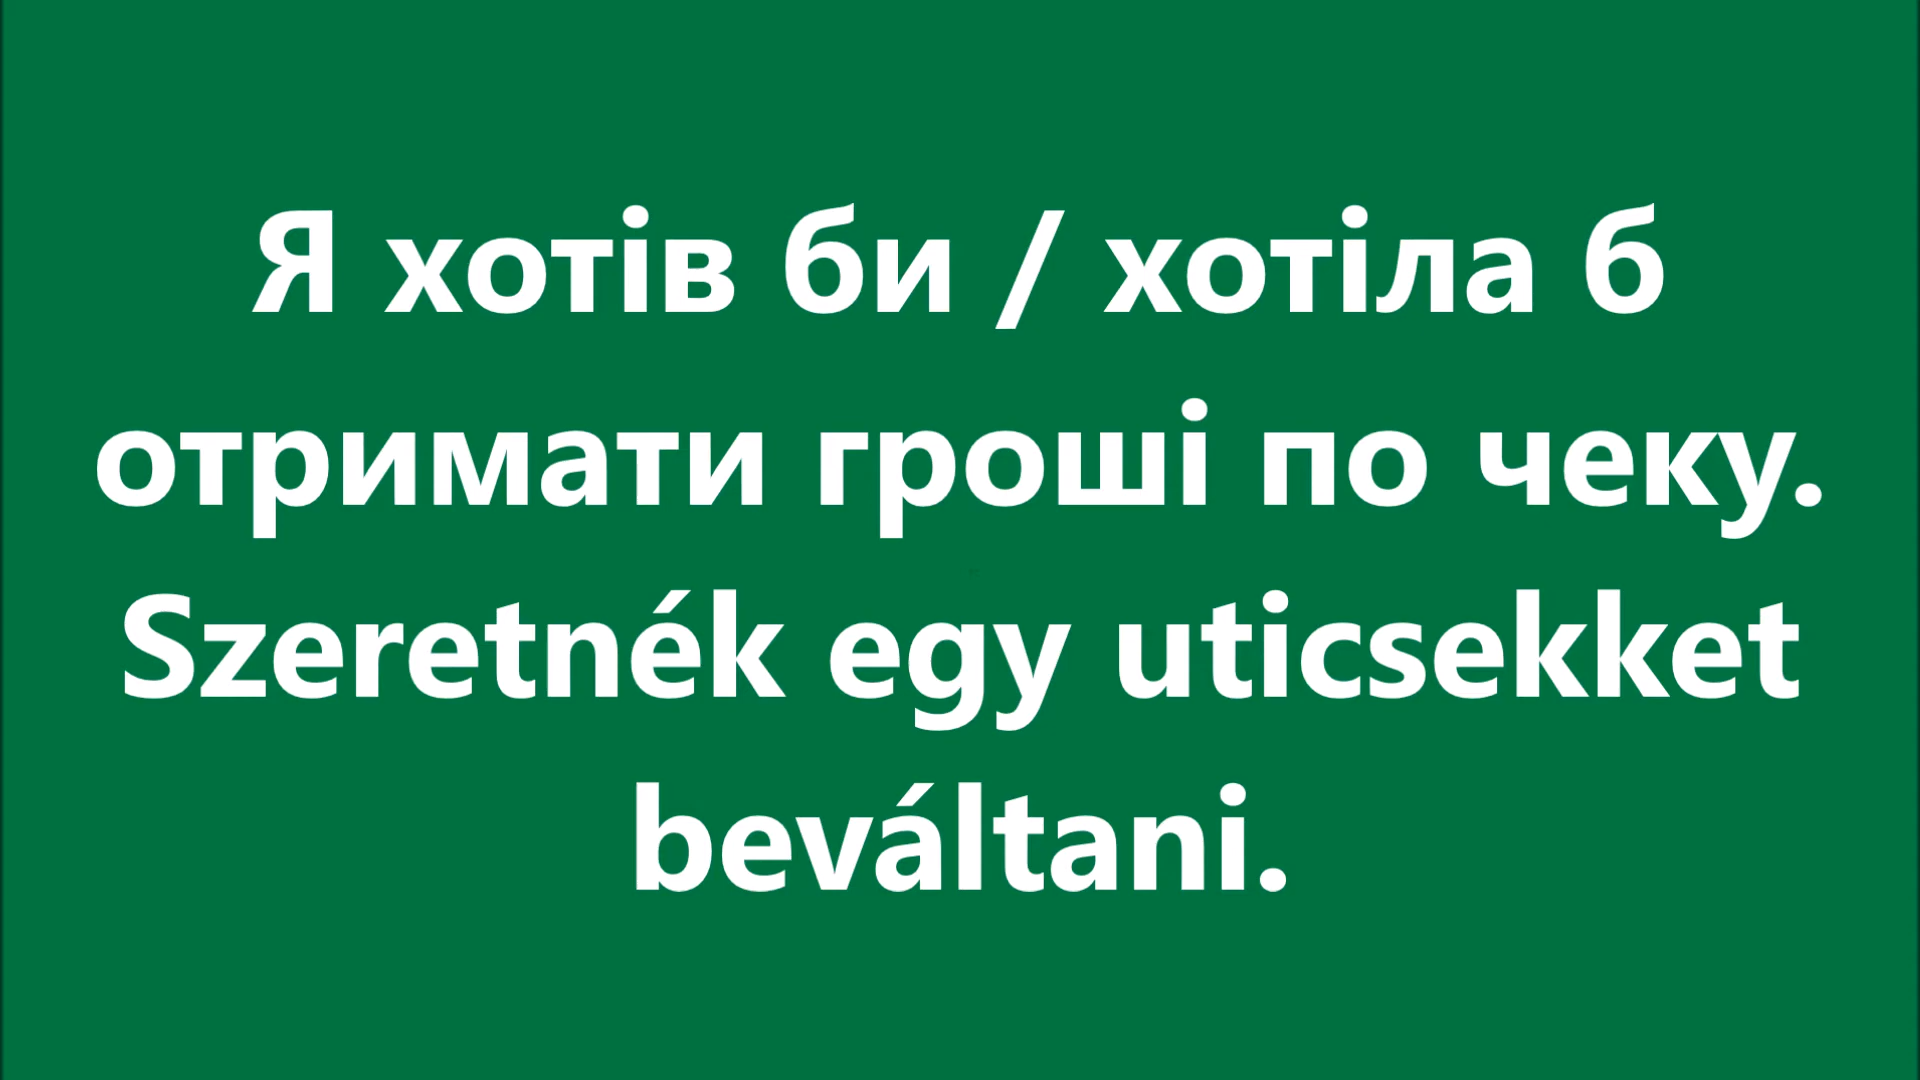 Я хотів би / хотіла б
отримати гроші по чеку.
Szeretnék egy uticsekket
beváltani.